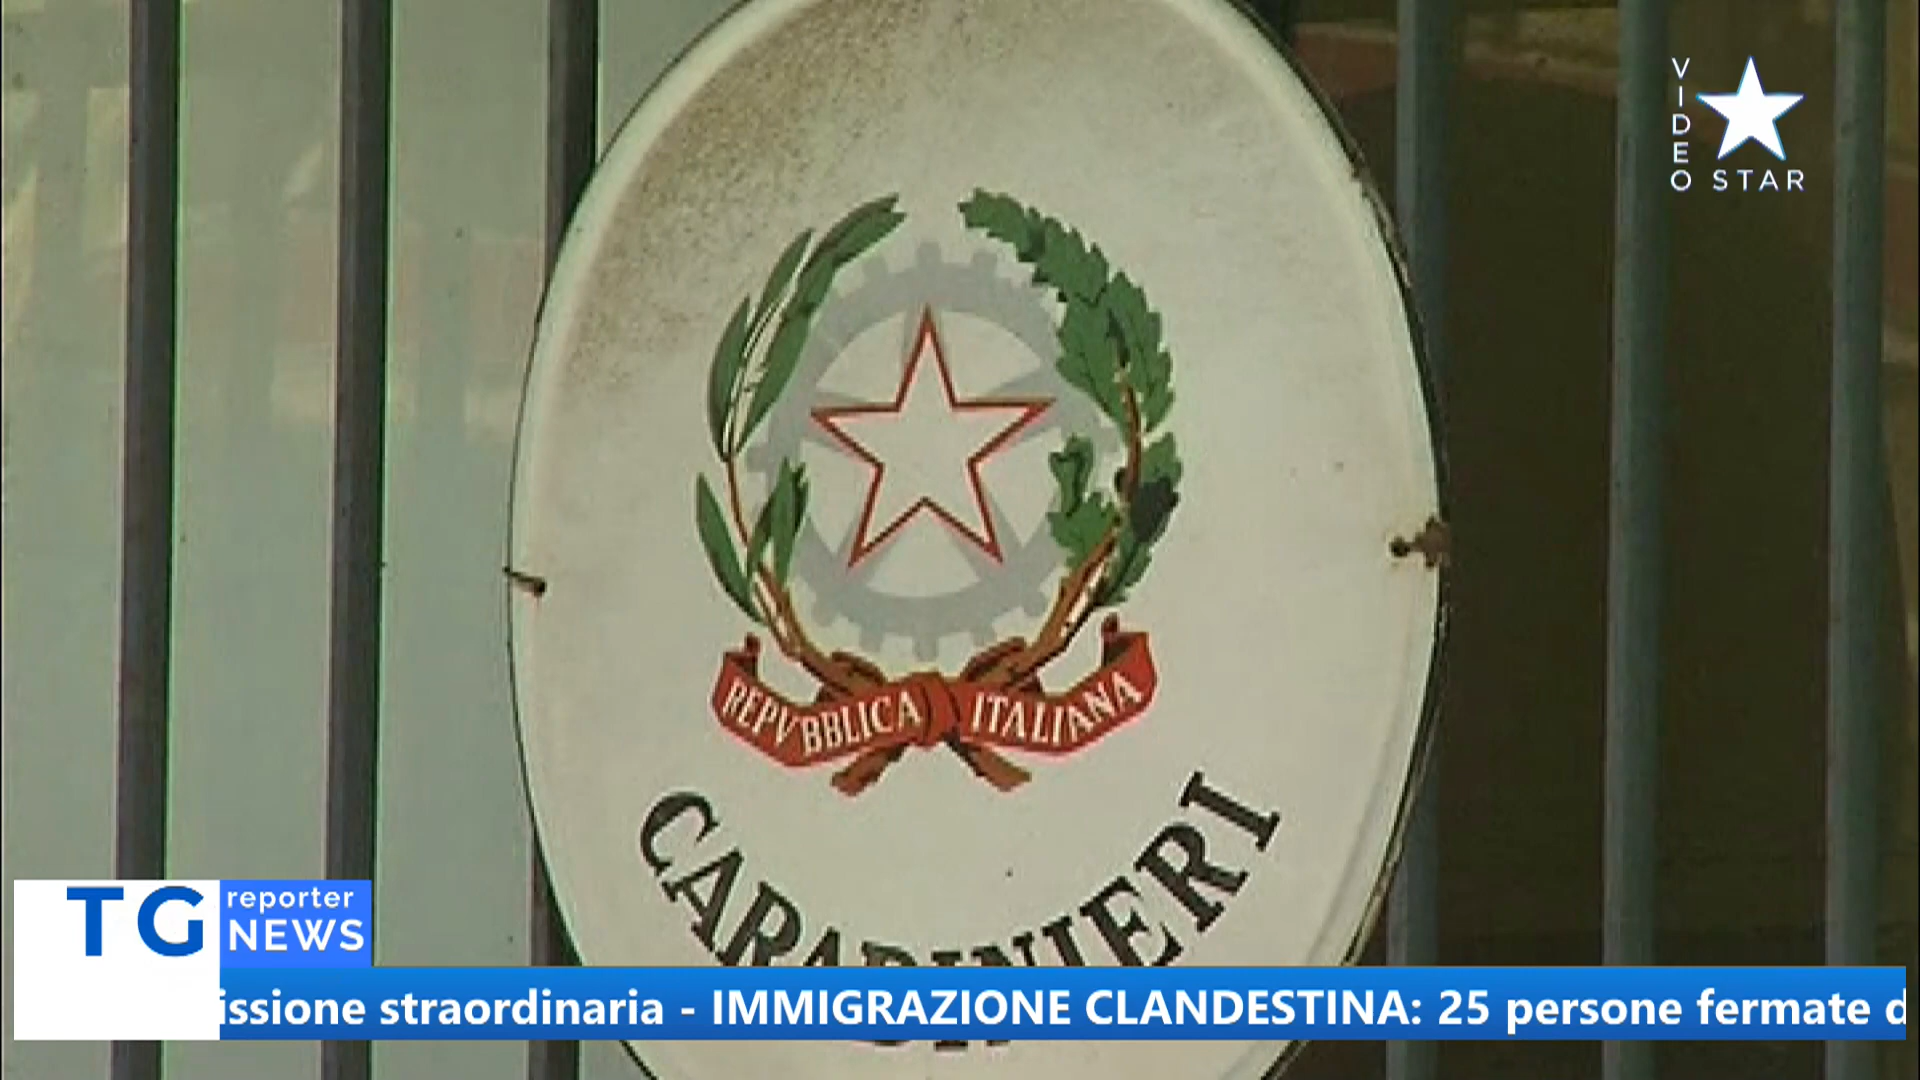 VIDEO STAR
REPVBBLICA ITALIANA
CARABINIERI
TG reporter
NEWS
issione straordinaria - IMMIGRAZIONE CLANDESTINA: 25 persone fermate d